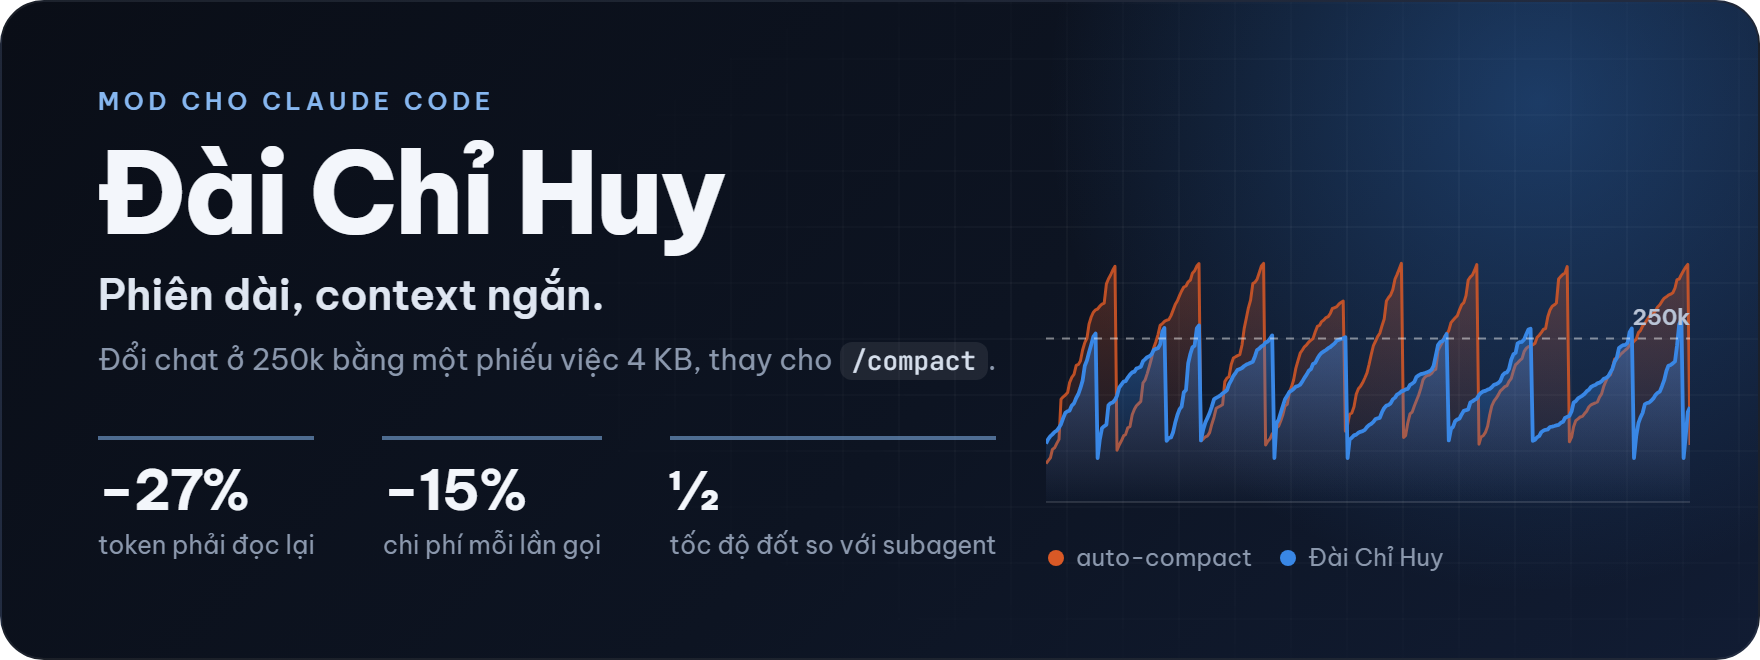 MOD CHO CLAUDE CODE
Đài Chỉ Huy
Phiên dài, context ngắn.
Đổi chat ở 250k bằng một phiếu việc 4 KB, thay cho /compact.
−27%
token phải đọc lại
−15%
chi phí mỗi lần gọi
½
tốc độ đốt so với subagent
250k
auto-compact
Đài Chỉ Huy